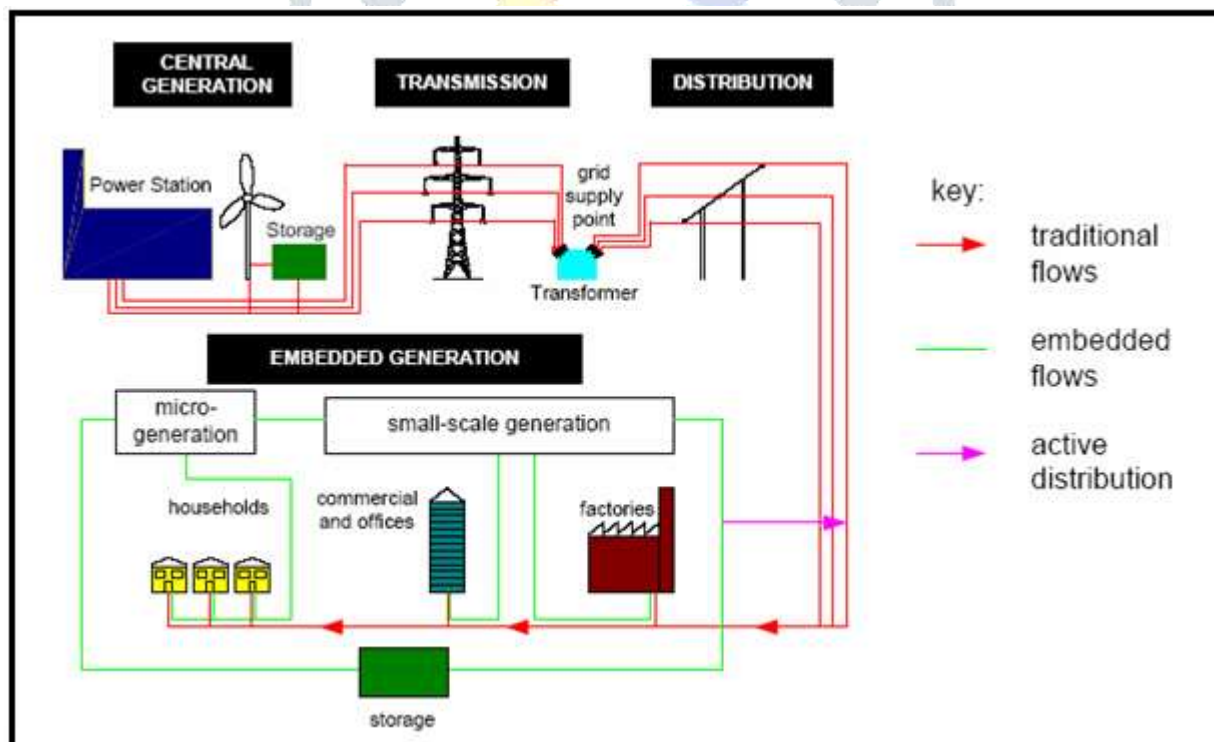 CENTRAL
GENERATION
TRANSMISSION
DISTRIBUTION
Power Station
Storage
grid
supply
point
Transformer
key:
traditional
flows
embedded
flows
active
distribution
EMBEDDED GENERATION
micro-
generation
small-scale generation
households
commercial
and offices
factories
storage